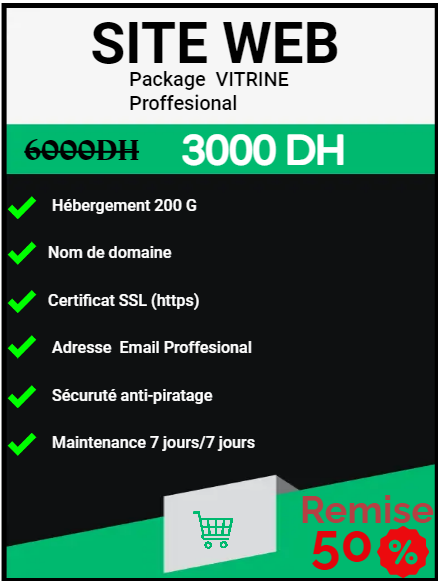 SITE WEB
Package VITRINE
Proffesional
6000DH 3000 DH
Hébergement 200 G
Nom de domaine
Certificat SSL (https)
Adresse Email Proffesional
Sécuruté anti-piratage
Maintenance 7 jours/7 jours
Remise
50 %